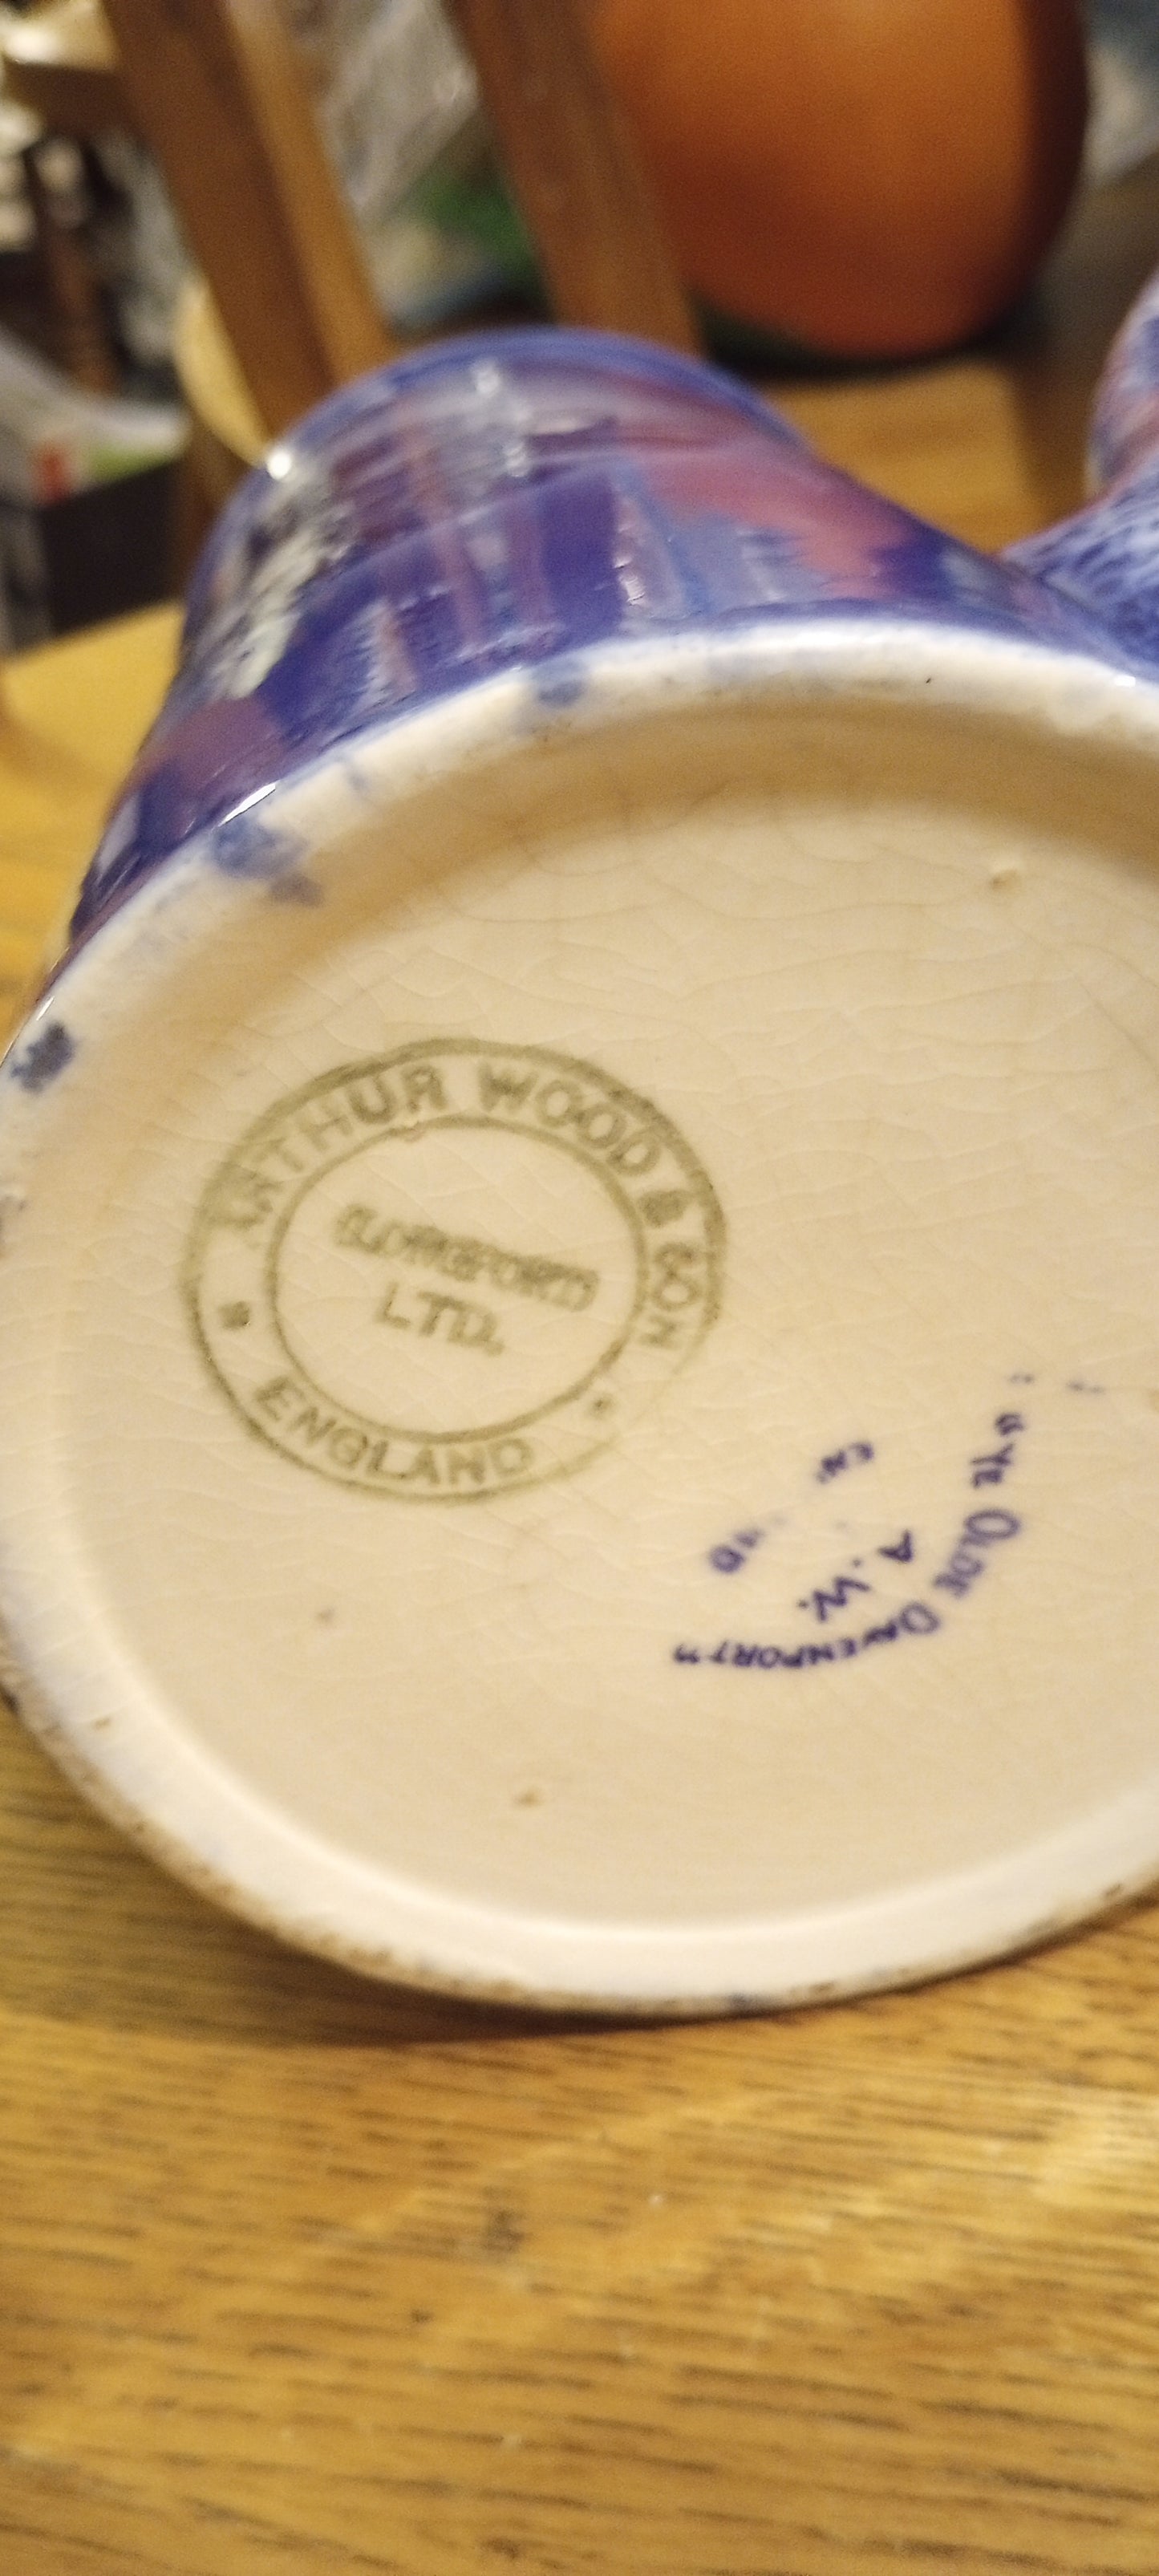 ARTHUR WOOD & SON
(LONGPORT)
LTD.
ENGLAND
"YE OLDE DAVENPORT"
A.W.